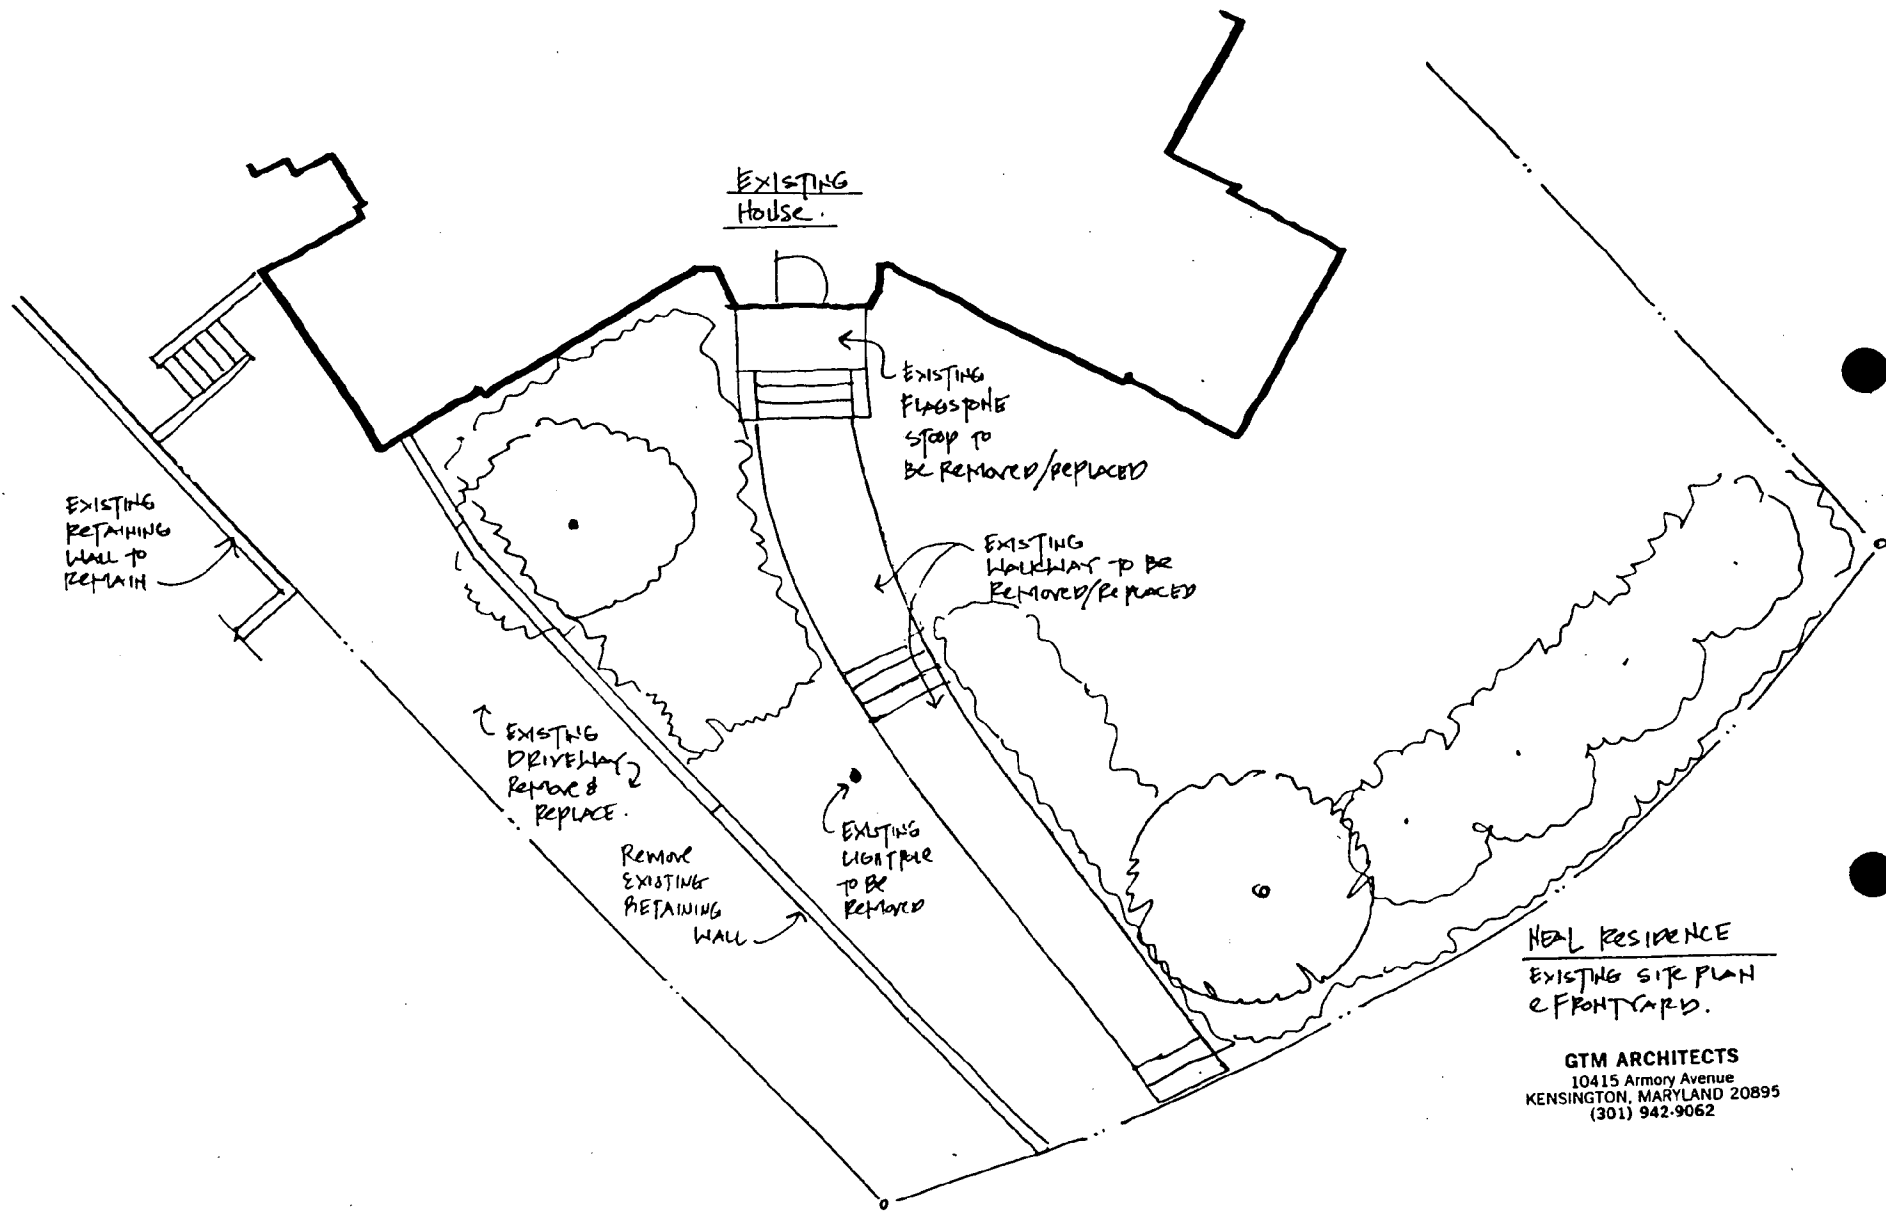 EXISTING
HOUSE.
EXISTING
FLAGSTONE
STOOP TO
BE REMOVED/REPLACED
EXISTING
RETAINING
WALL TO
REMAIN
EXISTING
WALKWAY TO BE
REMOVED/REPLACED
EXISTING
DRIVEWAY
REMOVE &
REPLACE.
EXISTING
LIGHTPOLE
TO BE
REMOVED
REMOVE
EXISTING
RETAINING
WALL
NEAL RESIDENCE
EXISTING SITE PLAN
@ FRONTYARD.
GTM ARCHITECTS
10415 Armory Avenue
KENSINGTON, MARYLAND 20895
(301) 942-9062